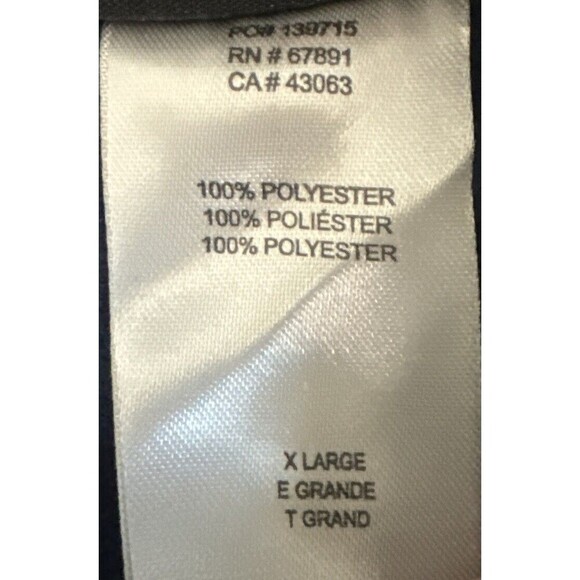 PO# 139715
RN # 67891
CA# 43063
100% POLYESTER
100% POLIÉSTER
100% POLYESTER
X LARGE
E GRANDE
T GRAND